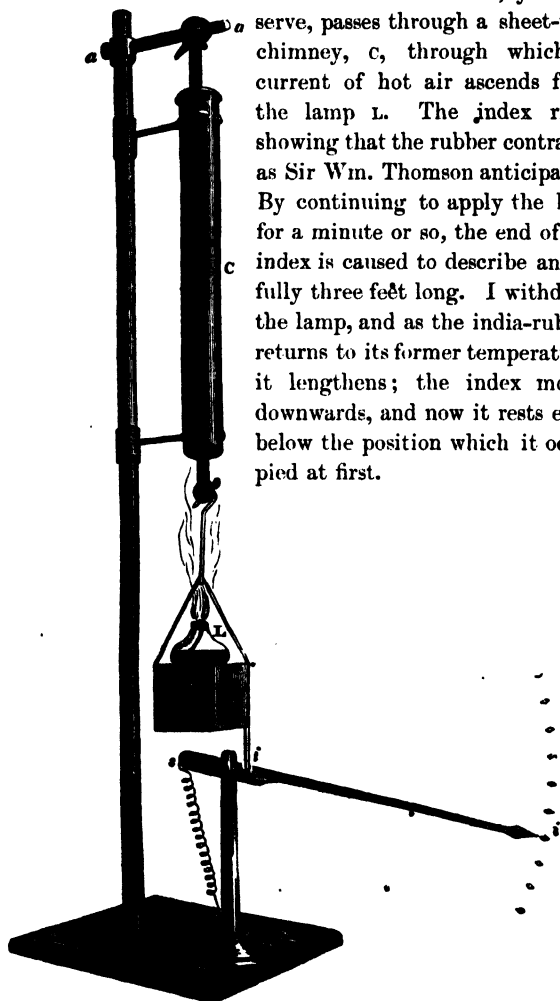 serve, passes through a sheet-
chimney, C, through which
current of hot air ascends f
the lamp L. The index r
showing that the rubber contra
as Sir Wm. Thomson anticipa
By continuing to apply the l
for a minute or so, the end of
index is caused to describe an
fully three feet long. I withd
the lamp, and as the india-rul
returns to its former temperat
it lengthens; the index mo
downwards, and now it rests e
below the position which it oc
pied at first.
a
a
C
L
s
i
i